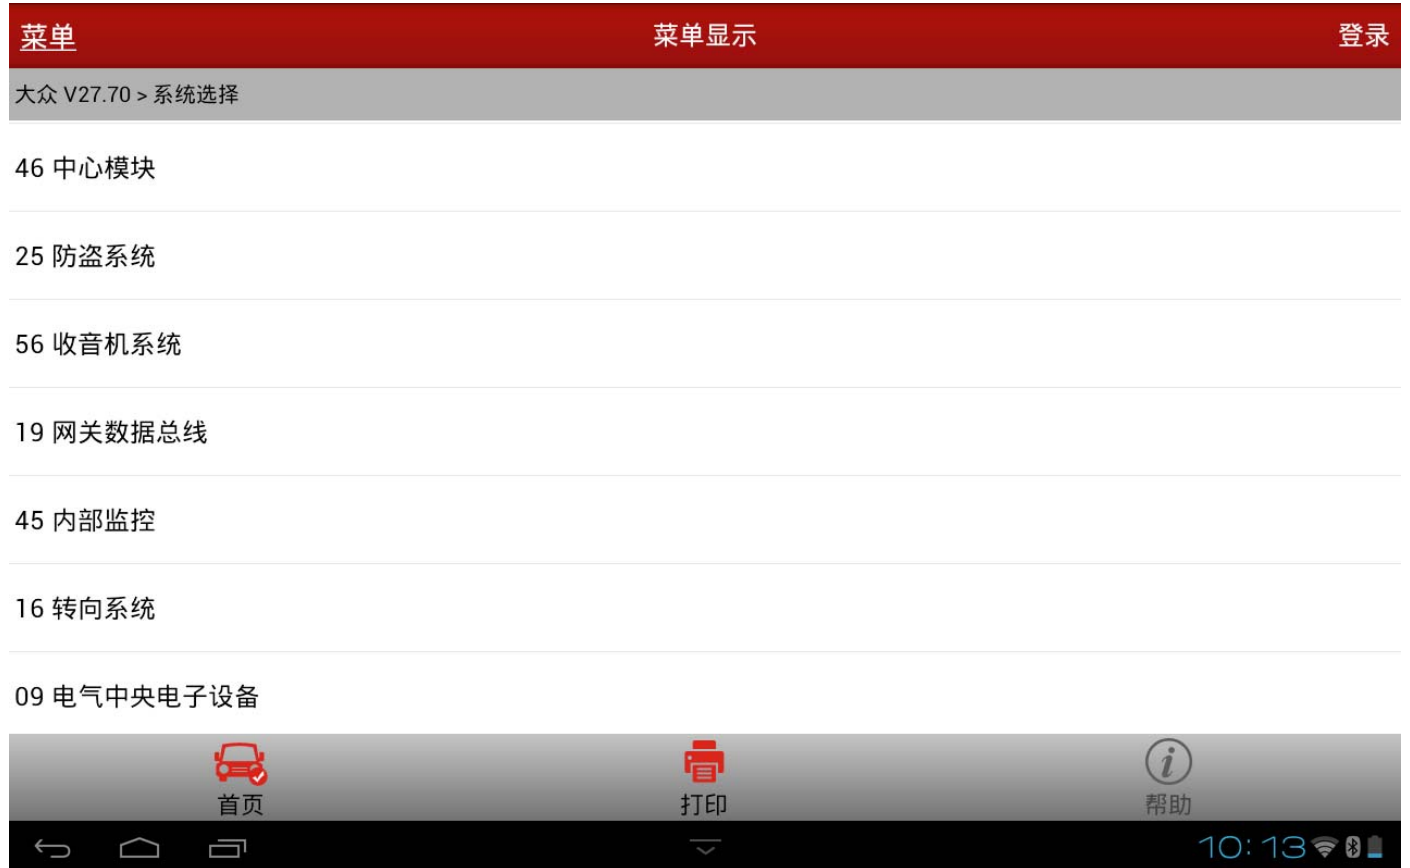 菜单 菜单显示 登录
大众 V27.70 > 系统选择
46 中心模块
25 防盗系统
56 收音机系统
19 网关数据总线
45 内部监控
16 转向系统
09 电气中央电子设备
首页 打印 帮助
10:13